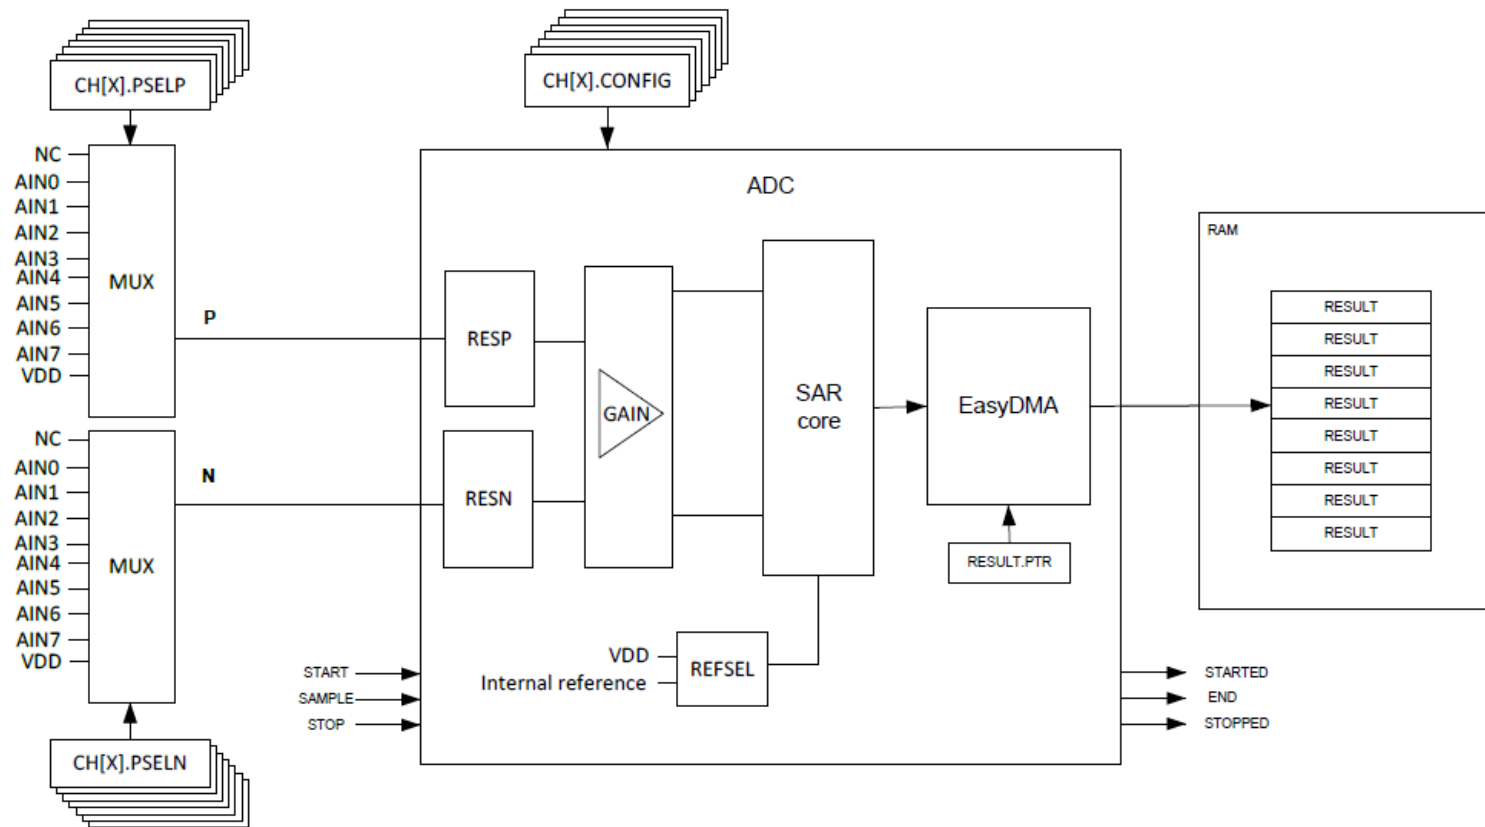 CH[X].PSELP
CH[X].CONFIG
NC
AIN0
AIN1
AIN2
AIN3
AIN4
AIN5
AIN6
AIN7
VDD
MUX
P
NC
AIN0
AIN1
AIN2
AIN3
AIN4
AIN5
AIN6
AIN7
VDD
MUX
N
CH[X].PSELN
ADC
RESP
RESN
GAIN
SAR
core
EasyDMA
RESULT.PTR
VDD
Internal reference
REFSEL
START
SAMPLE
STOP
STARTED
END
STOPPED
RAM
RESULT
RESULT
RESULT
RESULT
RESULT
RESULT
RESULT
RESULT